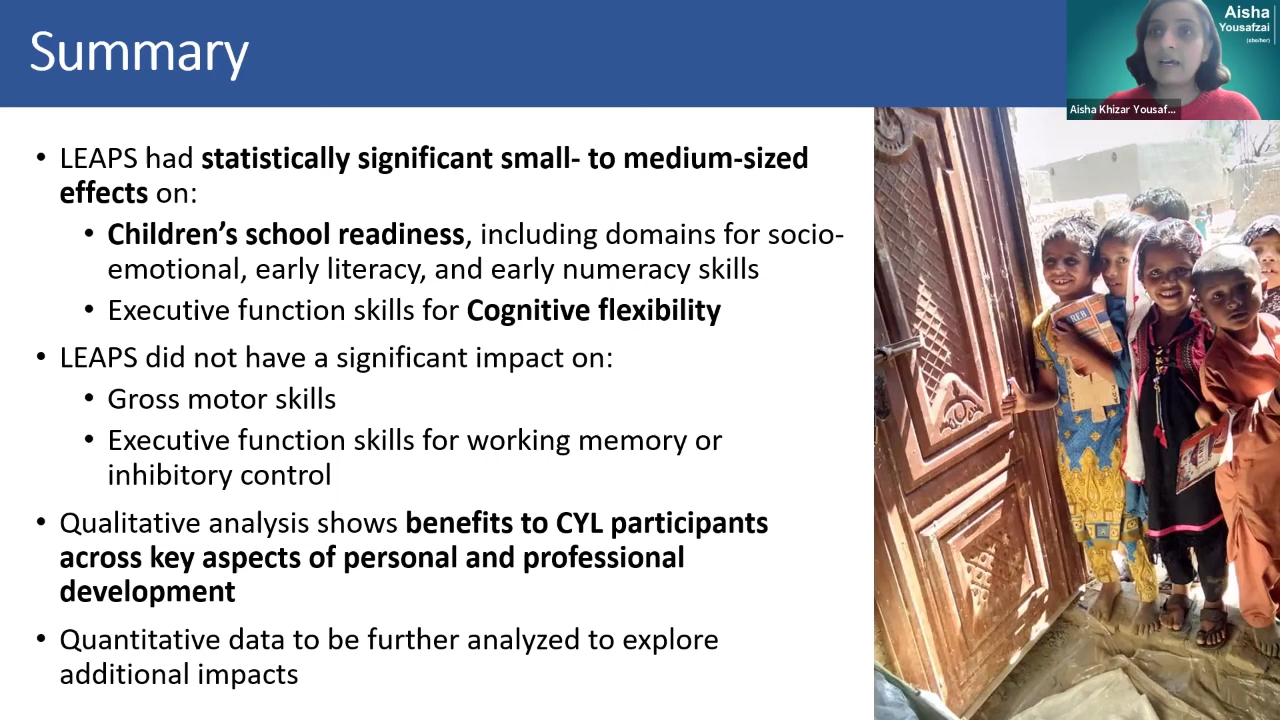 Summary
Aisha
Yousafzai
(she/her)
Aisha Khizar Yousaf...
• LEAPS had statistically significant small- to medium-sized
effects on:
• Children’s school readiness, including domains for socio-
emotional, early literacy, and early numeracy skills
• Executive function skills for Cognitive flexibility
• LEAPS did not have a significant impact on:
• Gross motor skills
• Executive function skills for working memory or
inhibitory control
• Qualitative analysis shows benefits to CYL participants
across key aspects of personal and professional
development
• Quantitative data to be further analyzed to explore
additional impacts